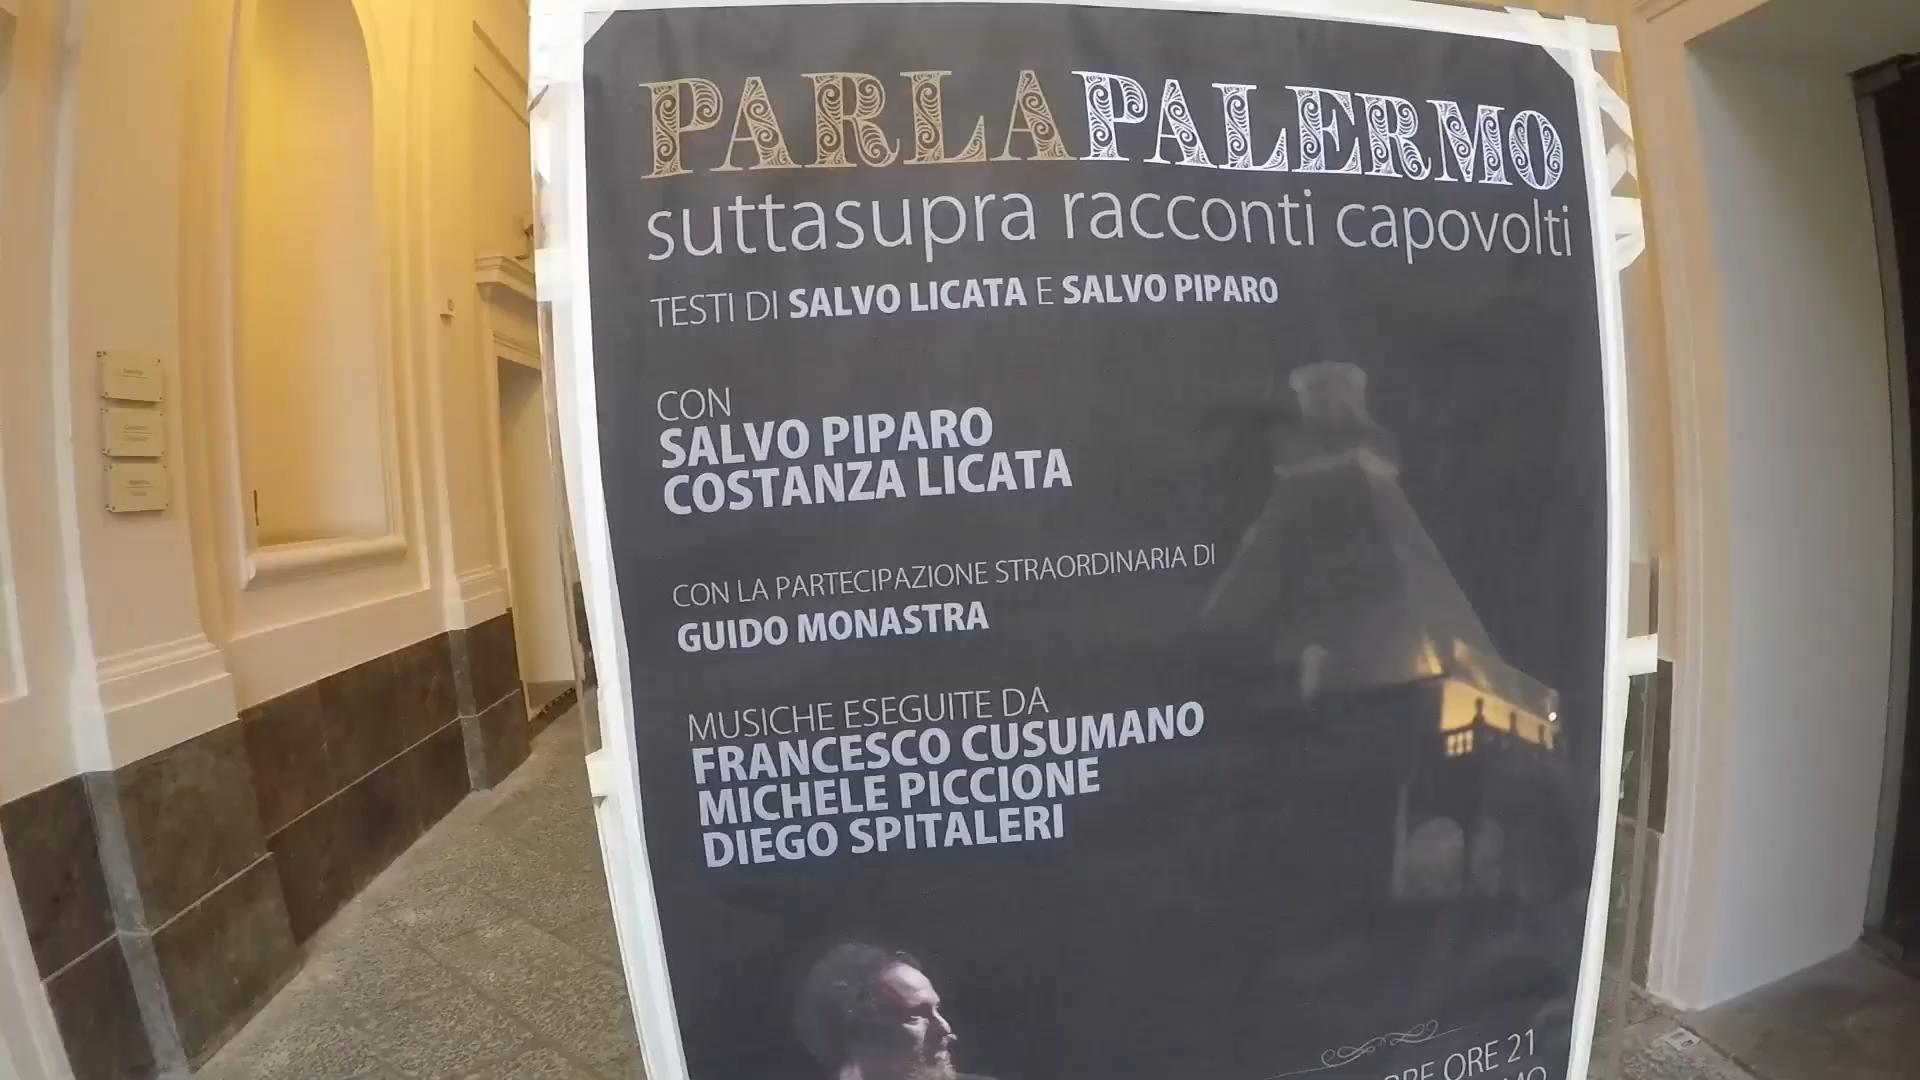 PARLAPALERMO
suttasupra racconti capovolti
TESTI DI SALVO LICATA E SALVO PIPARO
CON
SALVO PIPARO
COSTANZA LICATA
CON LA PARTECIPAZIONE STRAORDINARIA DI
GUIDO MONASTRA
MUSICHE ESEGUITE DA
FRANCESCO CUSUMANO
MICHELE PICCIONE
DIEGO SPITALERI
ORE 21